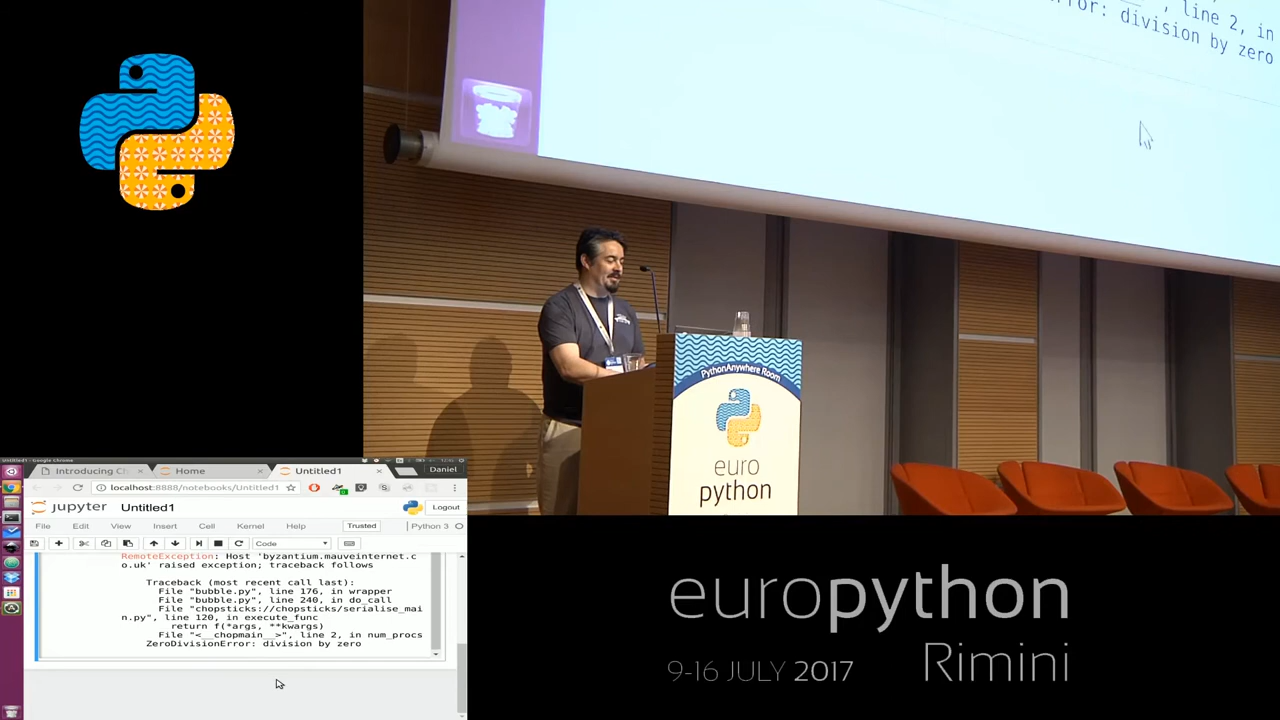 , line 2, in
ror: division by zero
PythonAnywhere Room
euro
python
Introducing Ch
Home
Untitled1
Daniel
localhost:8888/notebooks/Untitled1
jupyter Untitled1
Logout
File Edit View Insert Cell Kernel Help
Trusted
Python 3
Code
RemoteException: Host 'byzantium.mauveinternet.c
o.uk' raised exception; traceback follows
Traceback (most recent call last):
File "bubble.py", line 176, in wrapper
File "bubble.py", line 240, in do_call
File "chopsticks://chopsticks/serialise_mai
n.py", line 120, in execute_func
return f(*args, **kwargs)
File "<__chopmain__>", line 2, in num_procs
ZeroDivisionError: division by zero
europython
9-16 JULY 2017
Rimini